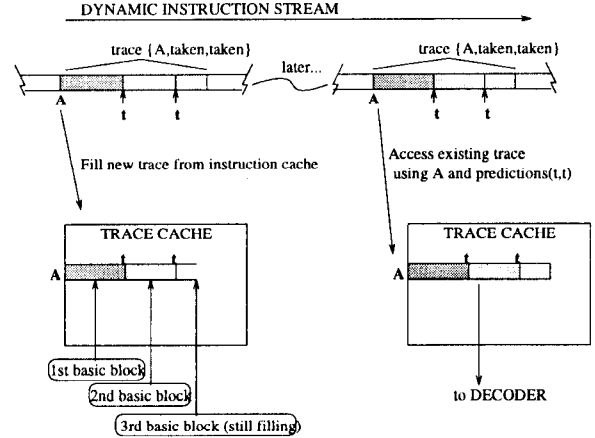 DYNAMIC INSTRUCTION STREAM
trace {A,taken,taken}
trace {A,taken,taken}
later...
A
t
t
A
t
t
Fill new trace from instruction cache
Access existing trace
using A and predictions(t,t)
TRACE CACHE
t
t
A
1st basic block
2nd basic block
3rd basic block (still filling)
TRACE CACHE
t
t
A
to DECODER